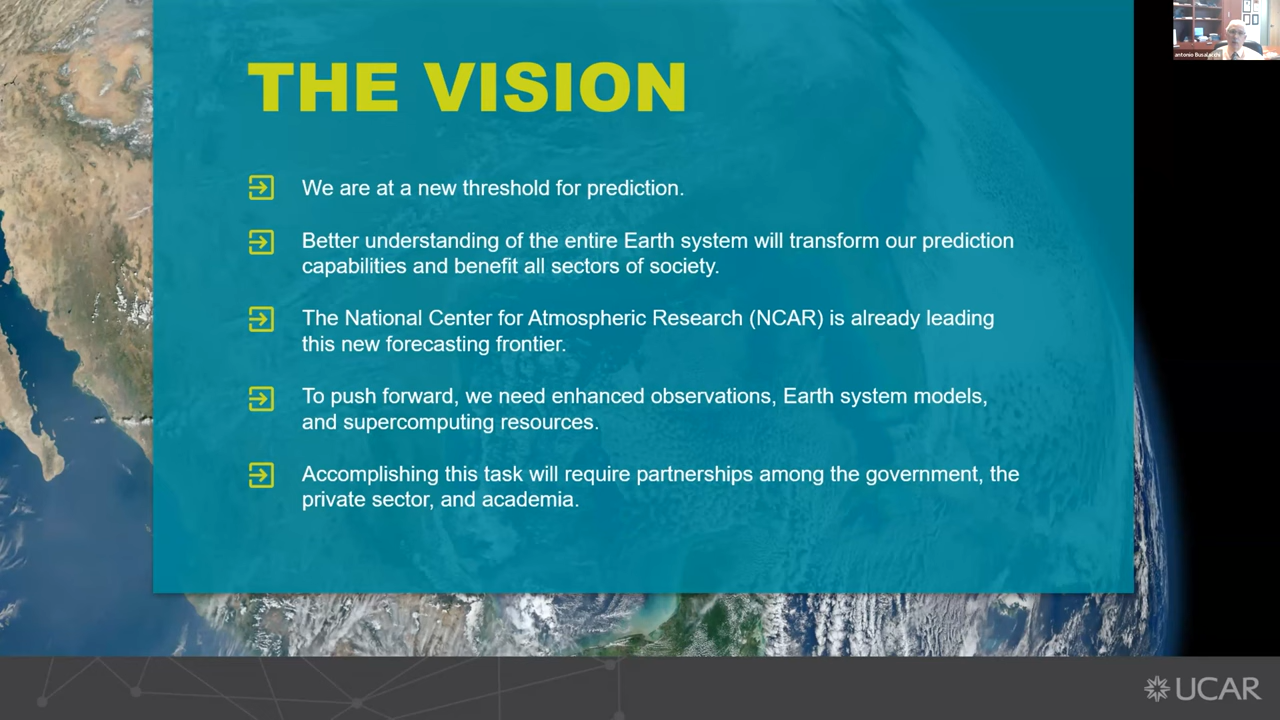 antonio Busalacchi
THE VISION
We are at a new threshold for prediction.
Better understanding of the entire Earth system will transform our prediction
capabilities and benefit all sectors of society.
The National Center for Atmospheric Research (NCAR) is already leading
this new forecasting frontier.
To push forward, we need enhanced observations, Earth system models,
and supercomputing resources.
Accomplishing this task will require partnerships among the government, the
private sector, and academia.
UCAR